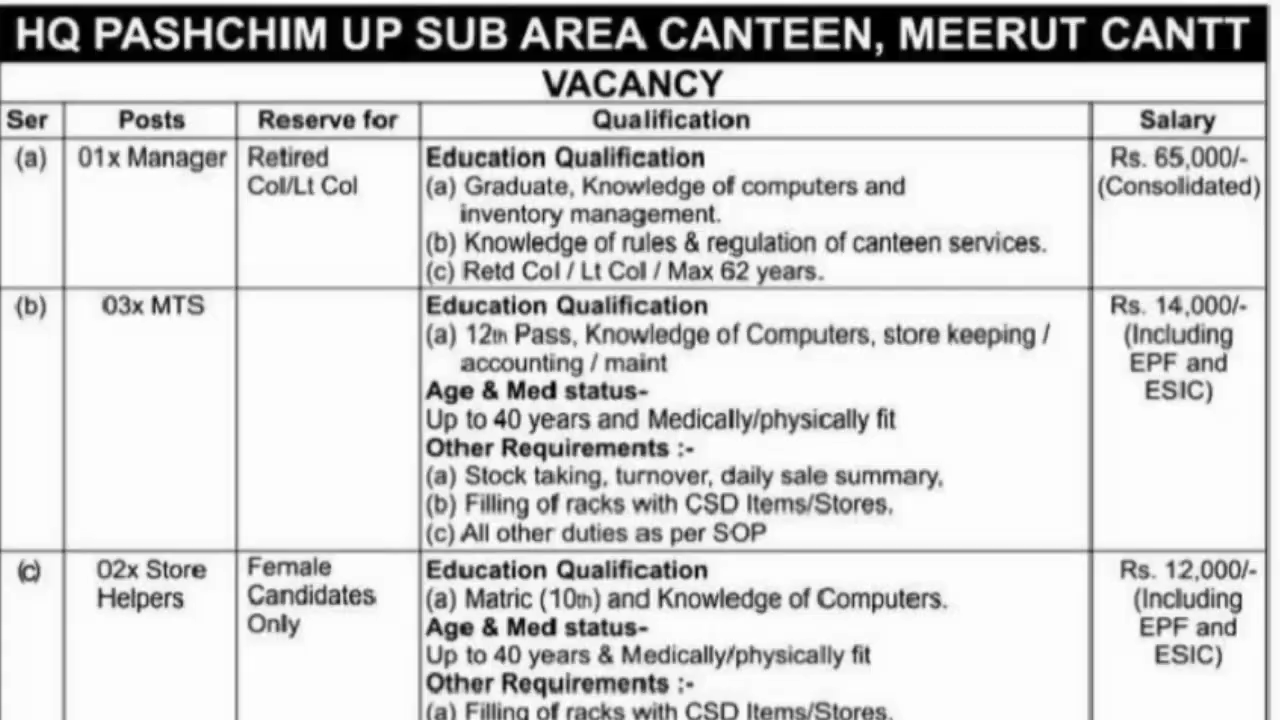 HQ PASHCHIM UP SUB AREA CANTEEN, MEERUT CANTT
VACANCY
Ser Posts Reserve for Qualification Salary
(a) 01x Manager Retired Col/Lt Col
Education Qualification
(a) Graduate, Knowledge of computers and
inventory management.
(b) Knowledge of rules & regulation of canteen services.
(c) Retd Col / Lt Col / Max 62 years.
Rs. 65,000/-
(Consolidated)
(b) 03x MTS
Education Qualification
(a) 12th Pass, Knowledge of Computers, store keeping /
accounting / maint
Age & Med status-
Up to 40 years and Medically/physically fit
Other Requirements :-
(a) Stock taking, turnover, daily sale summary,
(b) Filling of racks with CSD Items/Stores.
(c) All other duties as per SOP
Rs. 14,000/-
(Including
EPF and
ESIC)
(c) 02x Store
Helpers
Female
Candidates
Only
Education Qualification
(a) Matric (10th) and Knowledge of Computers.
Age & Med status-
Up to 40 years & Medically/physically fit
Other Requirements :-
(a) Filling of racks with CSD Items/Stores.
Rs. 12,000/-
(Including
EPF and
ESIC)